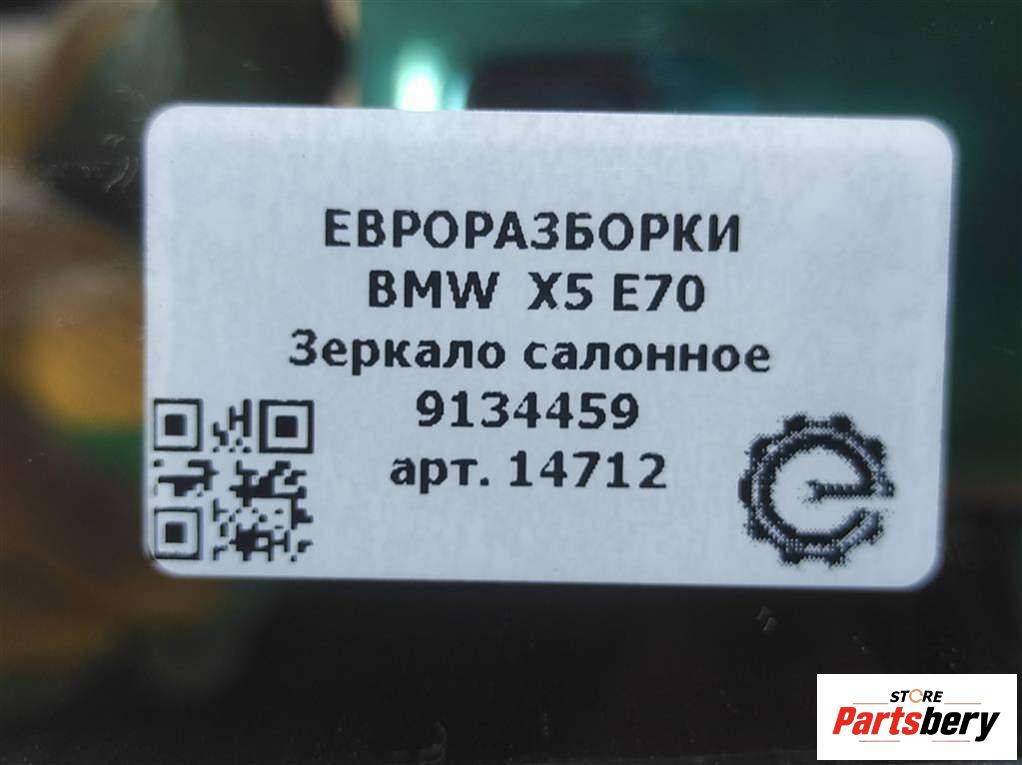 ЕВРОРАЗБОРКИ
BMW X5 E70
Зеркало салонное
9134459
арт. 14712
STORE
Partsbery